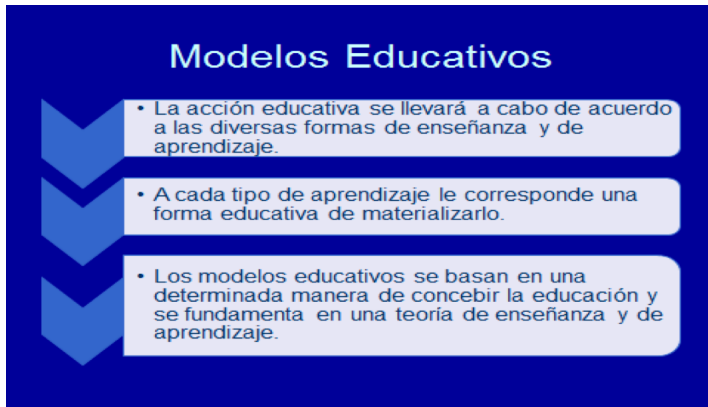 Modelos Educativos
• La acción educativa se llevará a cabo de acuerdo
a las diversas formas de enseñanza y de
aprendizaje.
• A cada tipo de aprendizaje le corresponde una
forma educativa de materializarlo.
• Los modelos educativos se basan en una
determinada manera de concebir la educación y
se fundamenta en una teoría de enseñanza y de
aprendizaje.